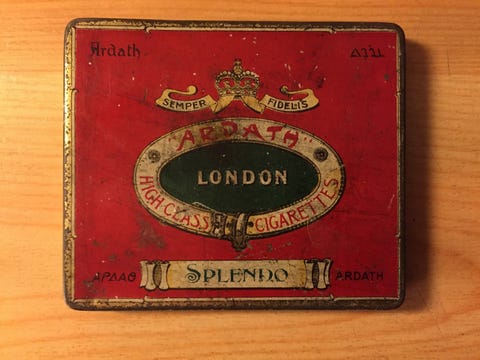 Ardath
SEMPER FIDELIS
"ARDATH"
LONDON
HIGH CLASS CIGARETTES
ΑΡΔΑΘ SPLENDO ARDATH